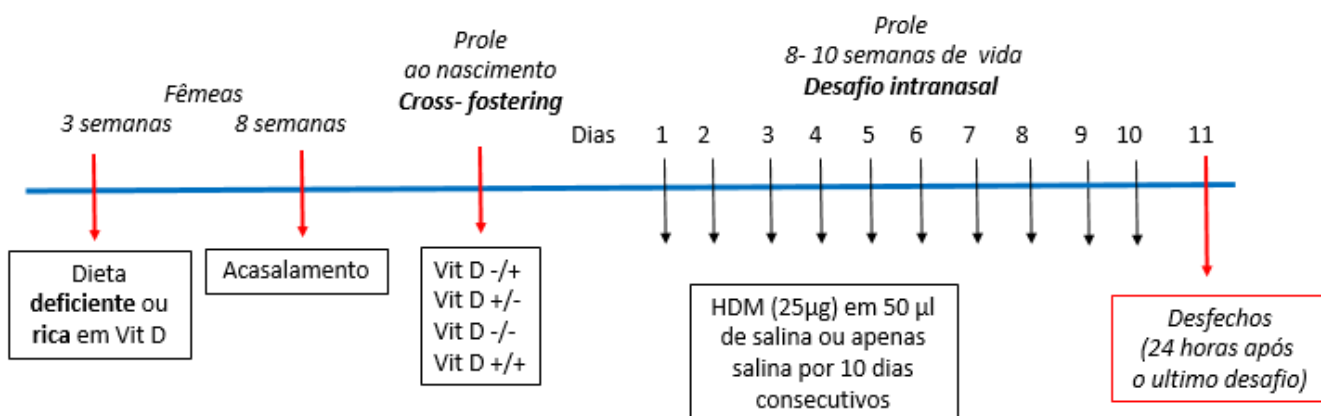 Fêmeas
3 semanas
8 semanas
Prole
ao nascimento
Cross- fostering
Prole
8- 10 semanas de vida
Desafio intranasal
Dias 1 2 3 4 5 6 7 8 9 10 11
Dieta
deficiente ou
rica em Vit D
Acasalamento
Vit D -/+
Vit D +/-
Vit D -/-
Vit D +/+
HDM (25µg) em 50 µl
de salina ou apenas
salina por 10 dias
consecutivos
Desfechos
(24 horas após
o ultimo desafio)